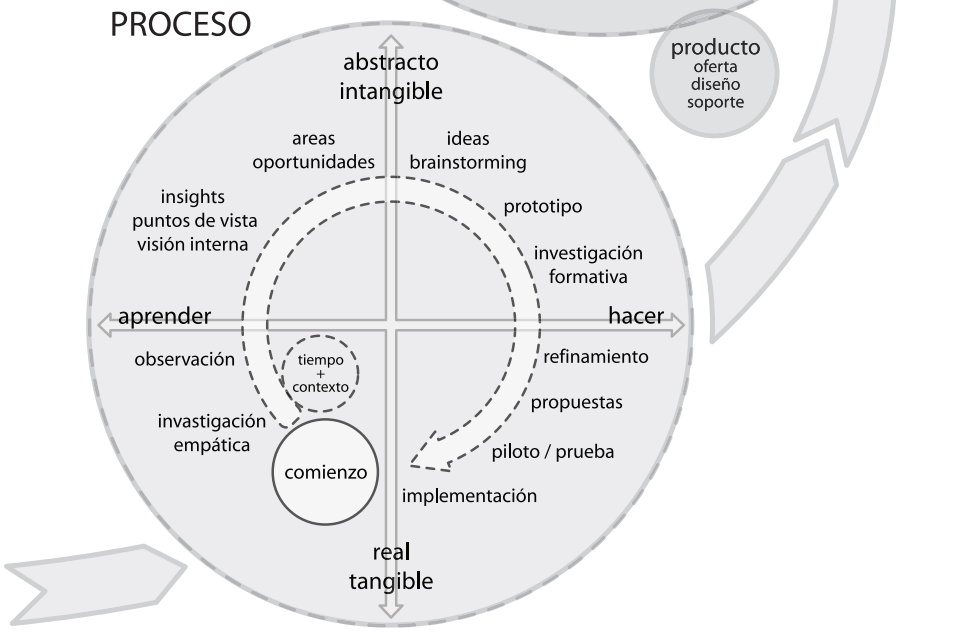 PROCESO
producto
oferta
diseño
soporte
abstracto
intangible
areas
oportunidades
ideas
brainstorming
insights
puntos de vista
visión interna
prototipo
investigación
formativa
aprender
hacer
observación
tiempo
+
contexto
refinamiento
invastigación
empática
propuestas
comienzo
piloto / prueba
implementación
real
tangible